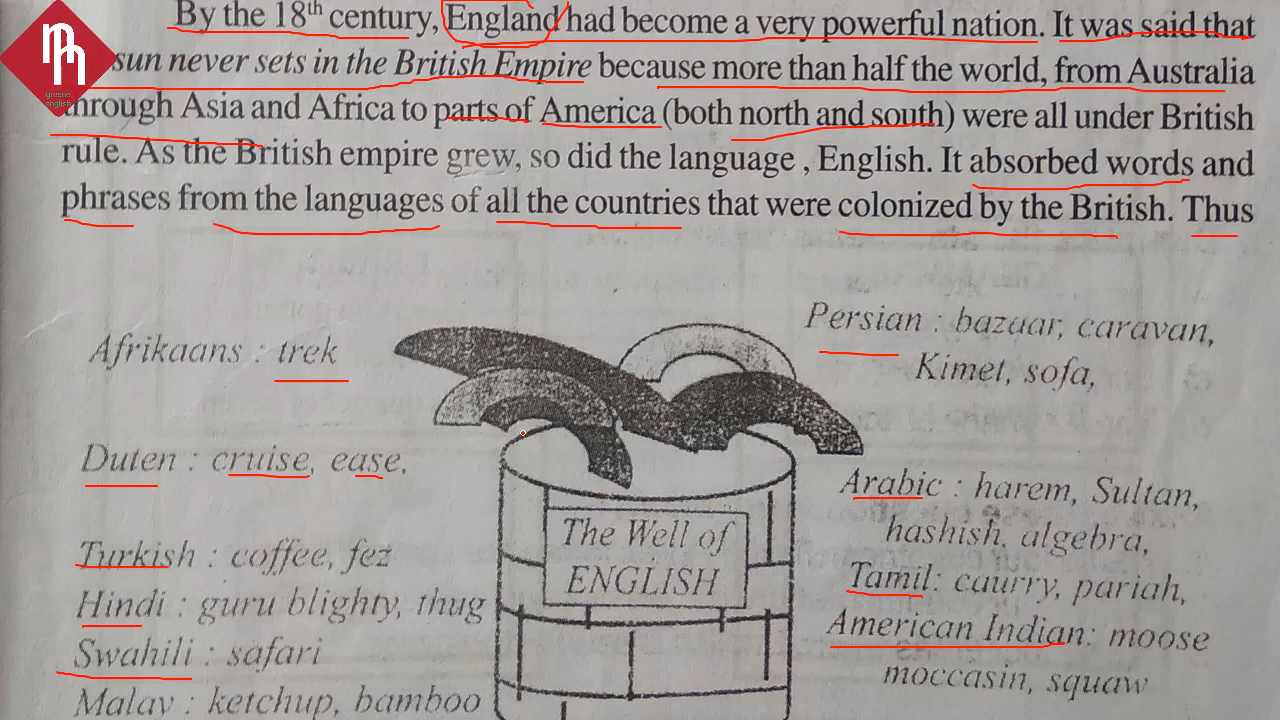 By the 18th century, England had become a very powerful nation. It was said that
sun never sets in the British Empire because more than half the world, from Australia
through Asia and Africa to parts of America (both north and south) were all under British
rule. As the British empire grew, so did the language , English. It absorbed words and
phrases from the languages of all the countries that were colonized by the British. Thus
greene
english
Afrikaans : trek
Persian : bazaar, caravan,
Kimet, sofa,
Duten : cruise, ease,
Arabic : harem, Sultan,
hashish. algebra,
The Well of
ENGLISH
Turkish : coffee, fez
Hindi : guru blighty, thug
Swahili : safari
Malay : ketchup, bamboo
Tamil: caurry, pariah,
American Indian: moose
moccasin, squaw